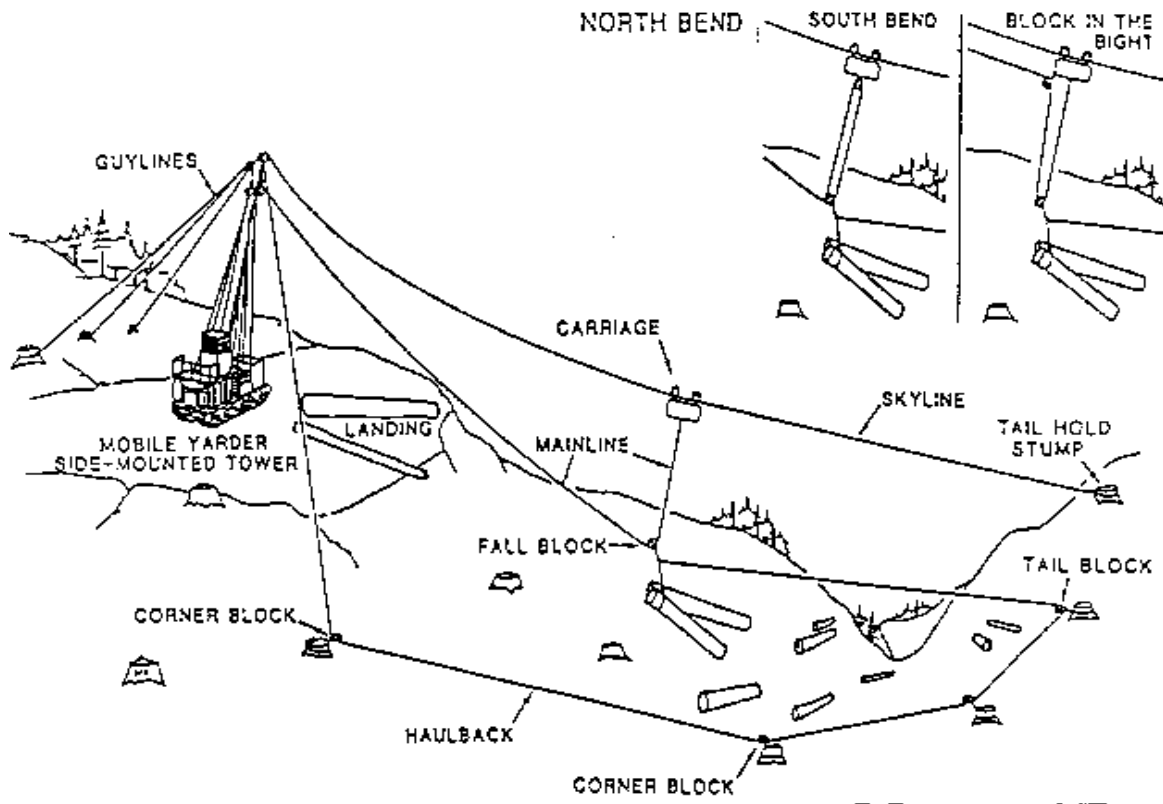 NORTH BEND
SOUTH BEND
BLOCK IN THE
BIGHT
GUYLINES
CARRIAGE
SKYLINE
TAIL HOLD
STUMP
LANDING
MAINLINE
MOBILE YARDER
SIDE-MOUNTED TOWER
FALL BLOCK
TAIL BLOCK
CORNER BLOCK
HAULBACK
CORNER BLOCK